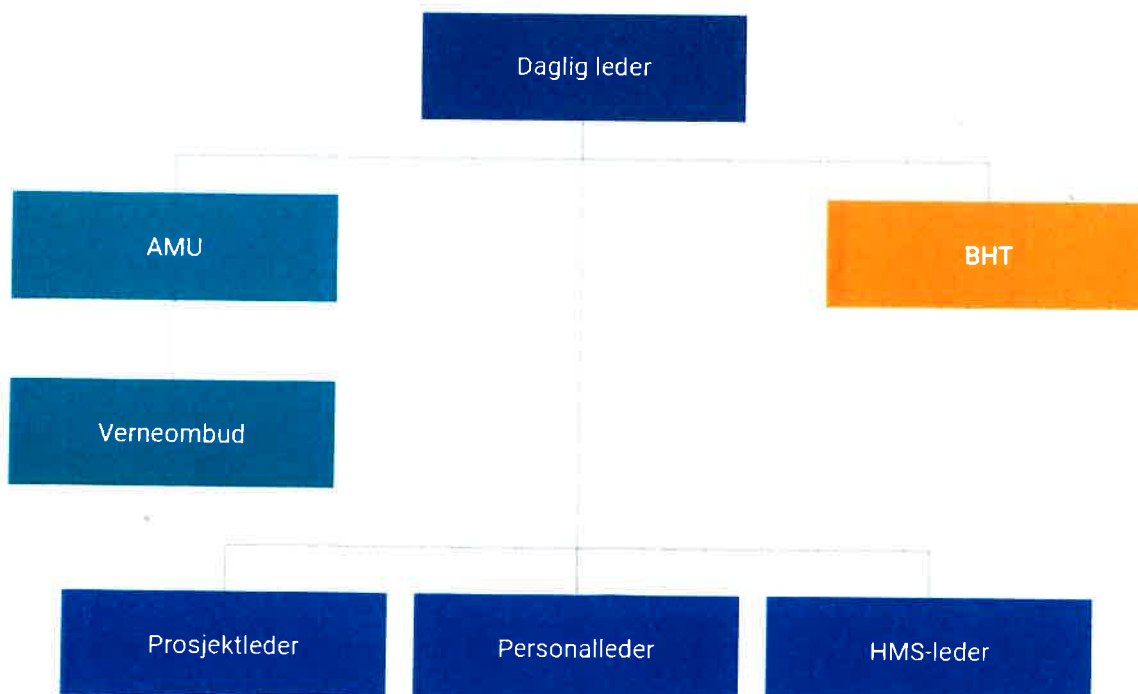 Daglig leder
AMU
BHT
Verneombud
Prosjektleder
Personalleder
HMS-leder